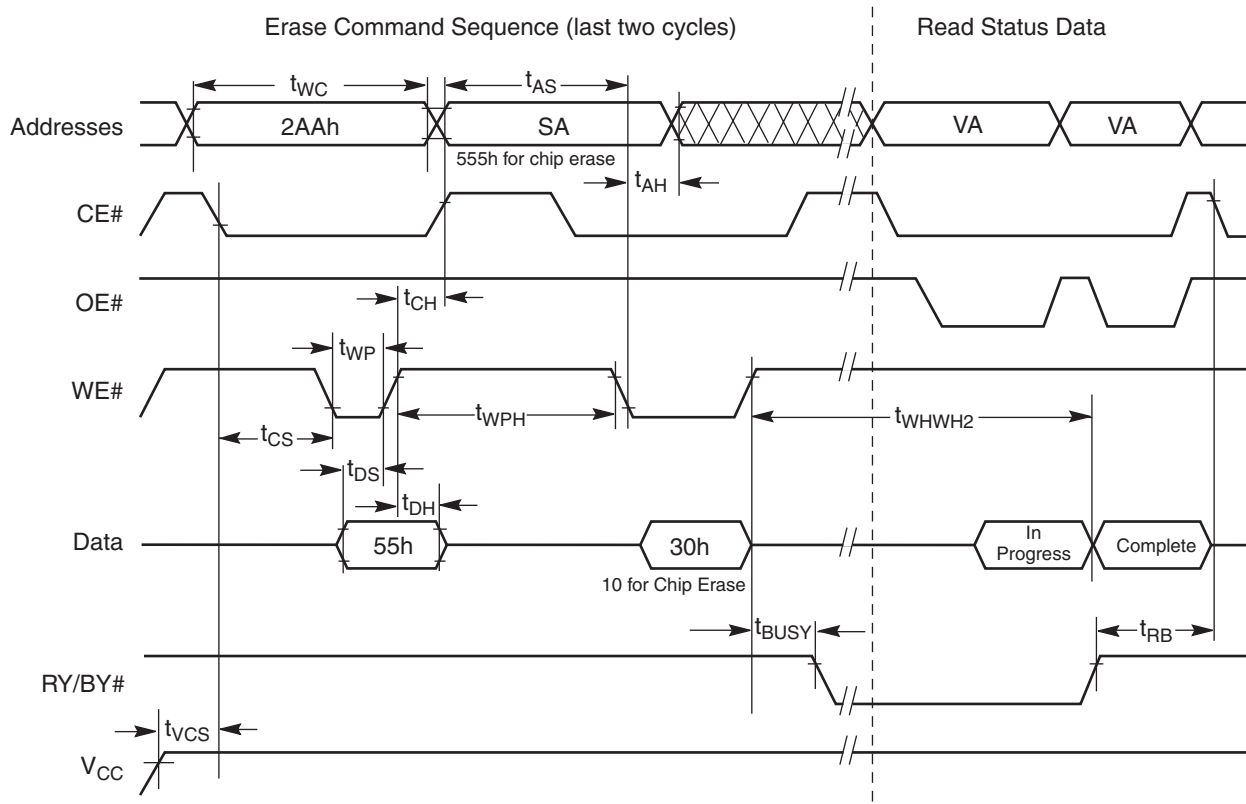 Erase Command Sequence (last two cycles)
Read Status Data
tWC
tAS
Addresses
2AAh
SA
VA
VA
555h for chip erase
tAH
CE#
OE#
tCH
tWP
WE#
tWPH
tWHWH2
tCS
tDS
tDH
Data
55h
30h
In
Progress
Complete
10 for Chip Erase
tBUSY
tRB
RY/BY#
tVCS
VCC